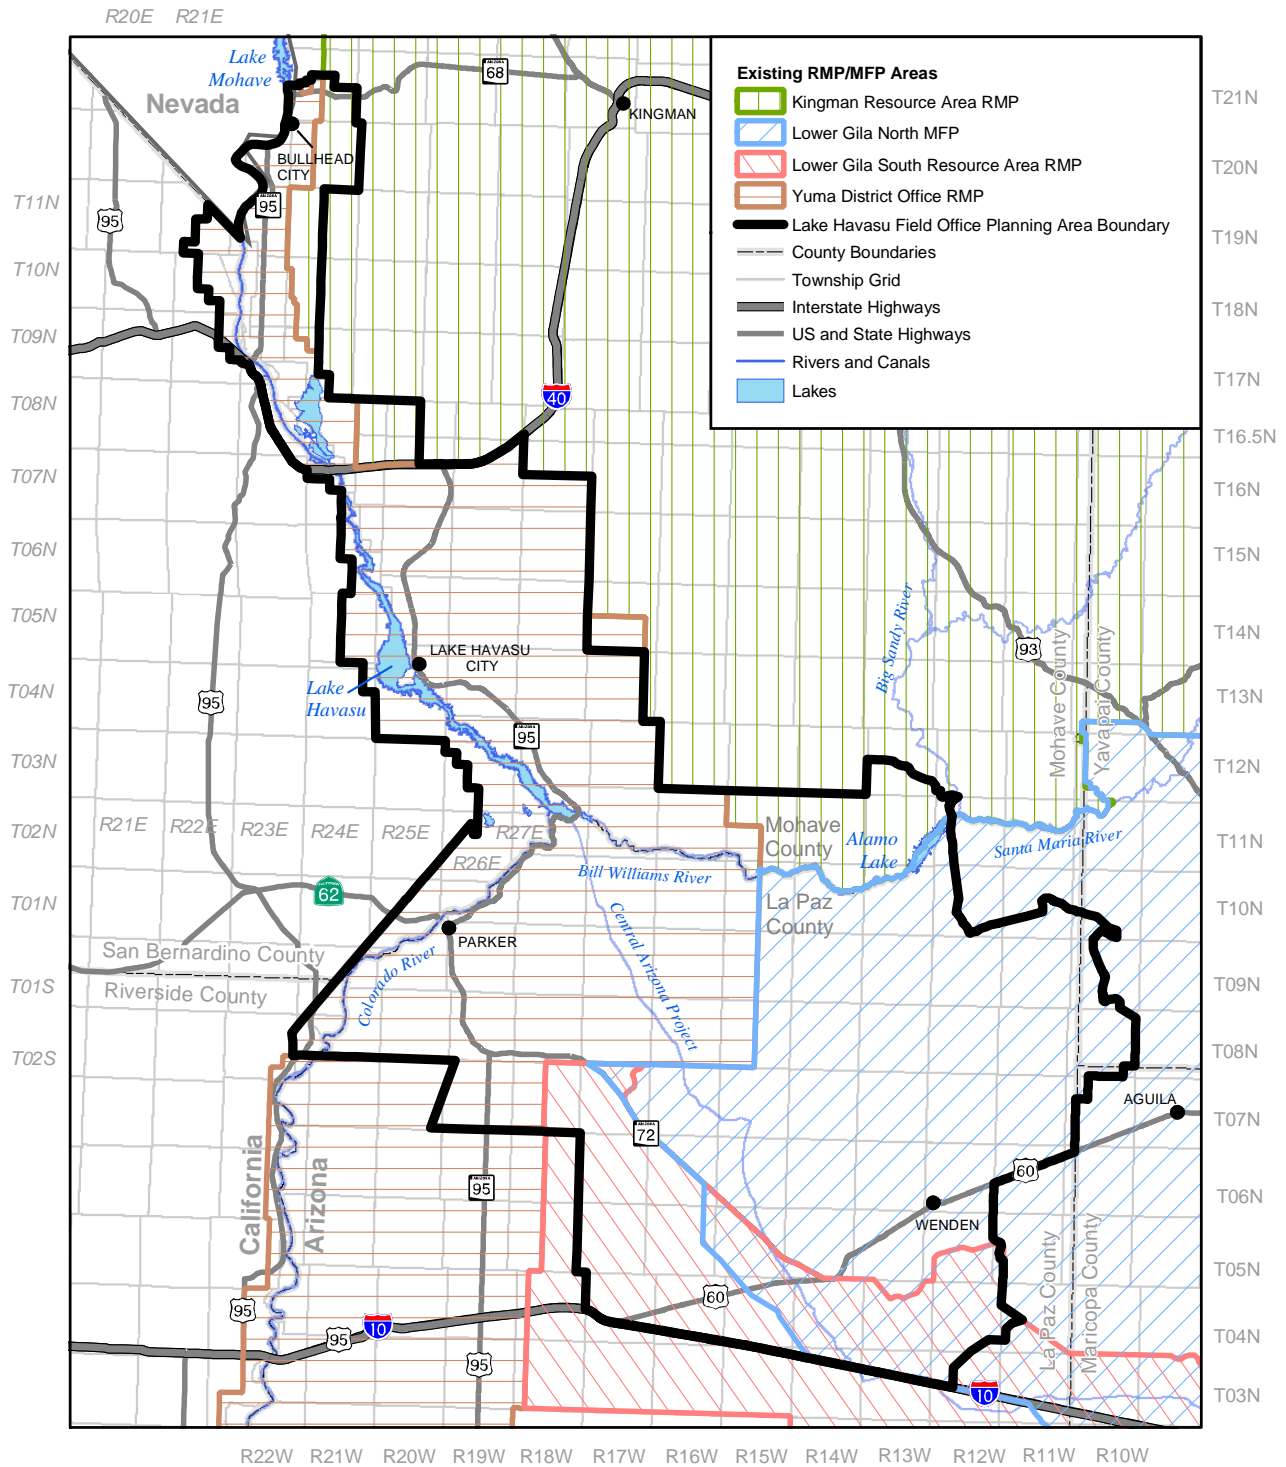 R20E R21E
Lake
Mohave
Nevada
ARIZONA
68
KINGMAN
BULLHEAD
CITY
ARIZONA
95
95
Existing RMP/MFP Areas
Kingman Resource Area RMP
Lower Gila North MFP
Lower Gila South Resource Area RMP
Yuma District Office RMP
Lake Havasu Field Office Planning Area Boundary
County Boundaries
Township Grid
Interstate Highways
US and State Highways
Rivers and Canals
Lakes
T21N
T20N
T19N
T18N
T17N
T16.5N
T16N
T15N
T14N
T13N
T12N
T11N
T10N
T09N
T08N
T07N
T06N
T05N
T04N
T03N
T11N
T10N
T09N
T08N
T07N
T06N
T05N
T04N
T03N
T02N
T01N
T01S
T02S
40
Big Sandy River
93
Mohave County
Yavapai County
LAKE HAVASU
CITY
Lake
Havasu
95
ARIZONA
95
R21E R22E R23E R24E R25E R27E
R26E
Mohave
County
Alamo
Lake
Santa Maria River
Bill Williams River
La Paz
County
62
Central Arizona Project
PARKER
San Bernardino County
Riverside County
Colorado River
AGUILA
ARIZONA
72
60
California
Arizona
ARIZONA
95
WENDEN
La Paz County
Maricopa County
60
95
10
95
95
10
R22W R21W R20W R19W R18W R17W R16W R15W R14W R13W R12W R11W R10W